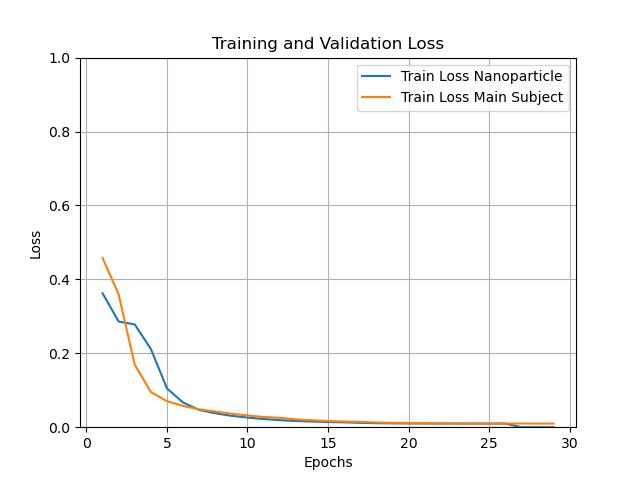 Training and Validation Loss
Train Loss Nanoparticle
Train Loss Main Subject
1.0
0.8
0.6
0.4
0.2
0.0
Loss
0 5 10 15 20 25 30
Epochs